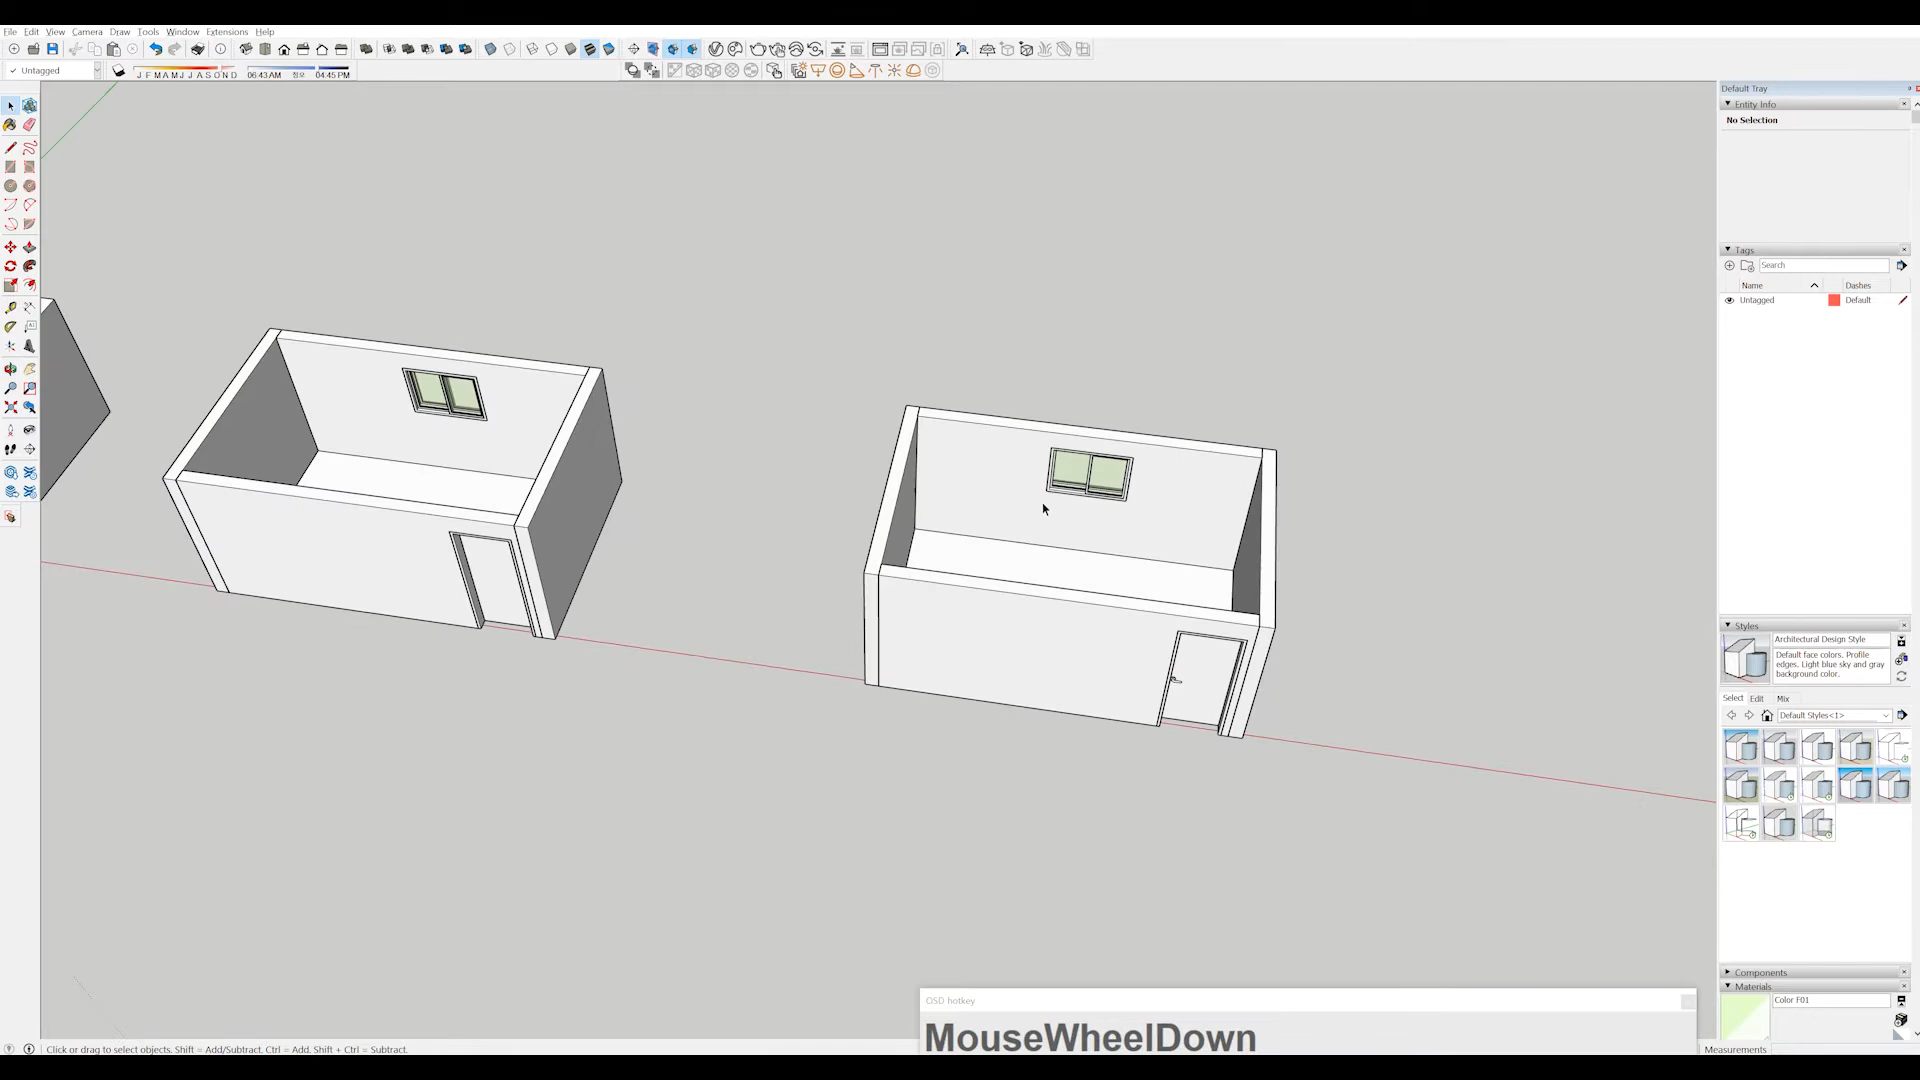 File Edit View Camera Draw Tools Window Extensions Help
Untagged
J F M A M J J A S O N D 06:43 AM 정오 04:45 PM
Default Tray
Entity Info
No Selection
Tags
Search
Name Dashes
Untagged Default
Styles
Architectural Design Style
Default face colors. Profile
edges. Light blue sky and gray
background color.
Select Edit Mix
Default Styles<1>
Components
Materials
Color F01
OSD hotkey
MouseWheelDown
Click or drag to select objects. Shift = Add/Subtract. Ctrl = Add. Shift + Ctrl = Subtract.
Measurements